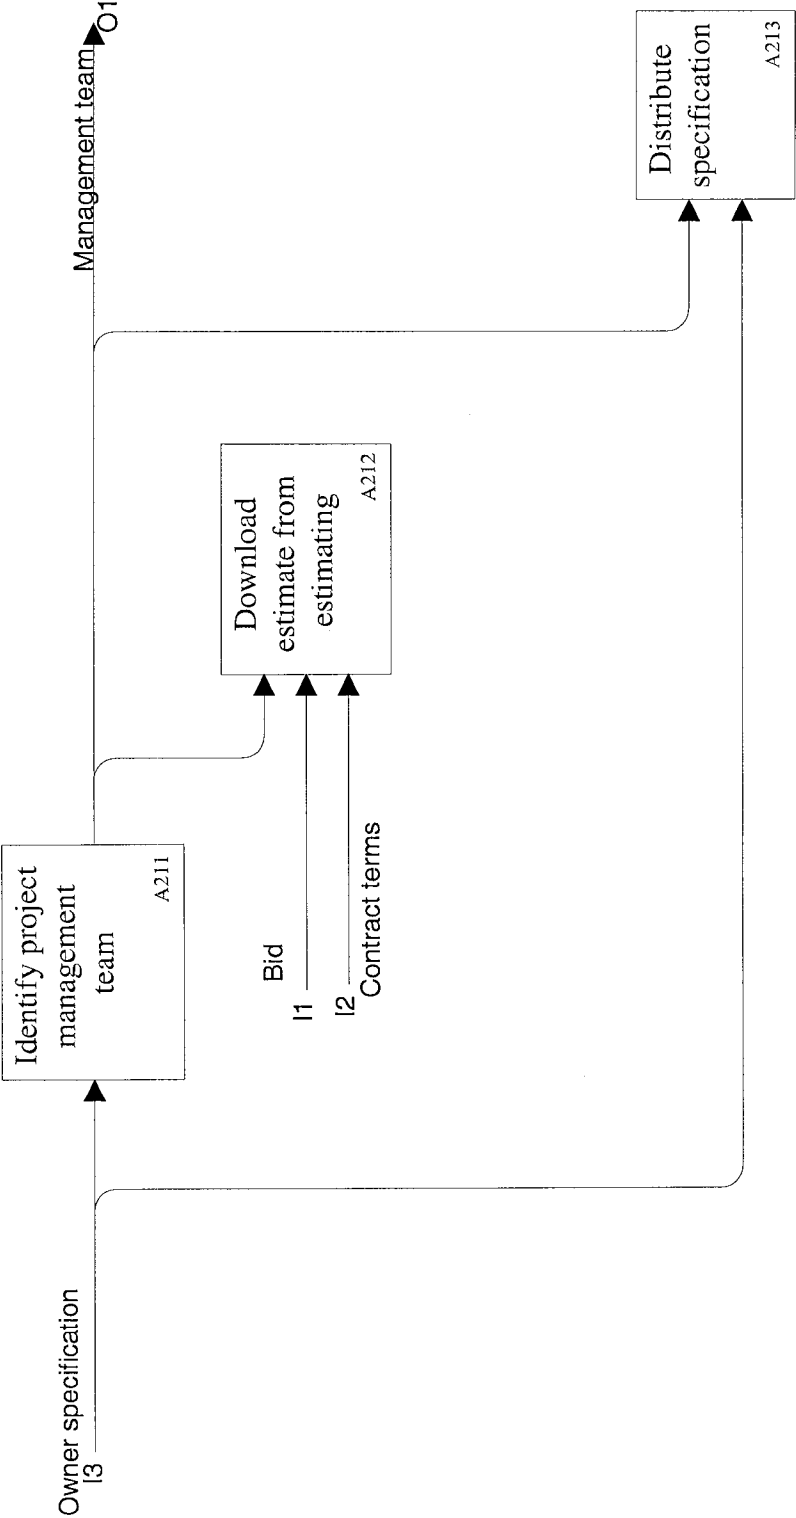 Owner specification
I3
Identify project
management
team
A211
Management team
O1
Bid
I1
I2
Contract terms
Download
estimate from
estimating
A212
Distribute
specification
A213